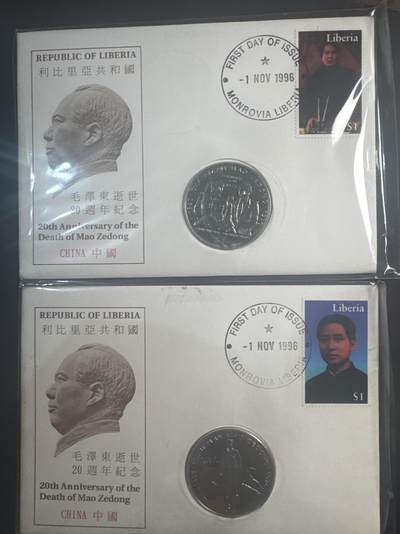 REPUBLIC OF LIBERIA
利比里亞共和國
毛澤東逝世
20週年紀念
20th Anniversary of the
Death of Mao Zedong
CHINA 中國
FIRST DAY OF ISSUE
-1 NOV 1996
MONROVIA LIBERIA
Liberia
$1
REPUBLIC OF LIBERIA
利比里亞共和國
毛澤東逝世
20週年紀念
20th Anniversary of the
Death of Mao Zedong
CHINA 中國
FIRST DAY OF ISSUE
-1 NOV 1996
MONROVIA LIBERIA
Liberia
$1